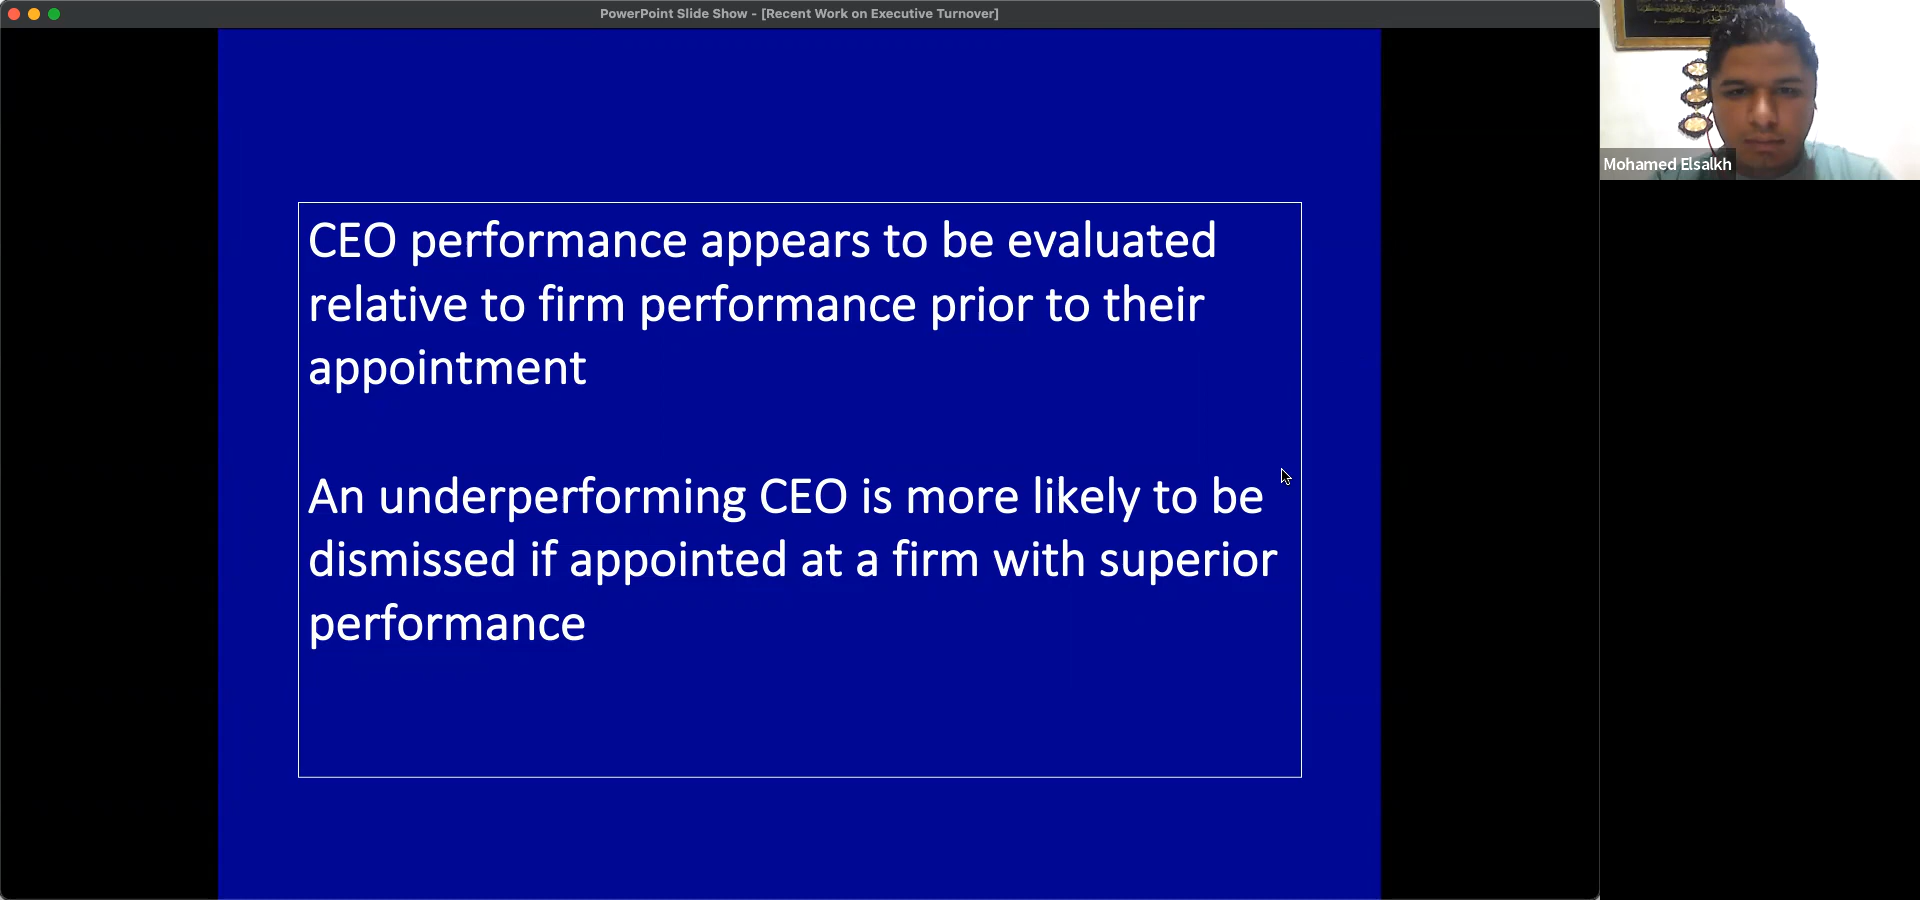 PowerPoint Slide Show - [Recent Work on Executive Turnover]
CEO performance appears to be evaluated
relative to firm performance prior to their
appointment
An underperforming CEO is more likely to be
dismissed if appointed at a firm with superior
performance
Mohamed Elsalkh